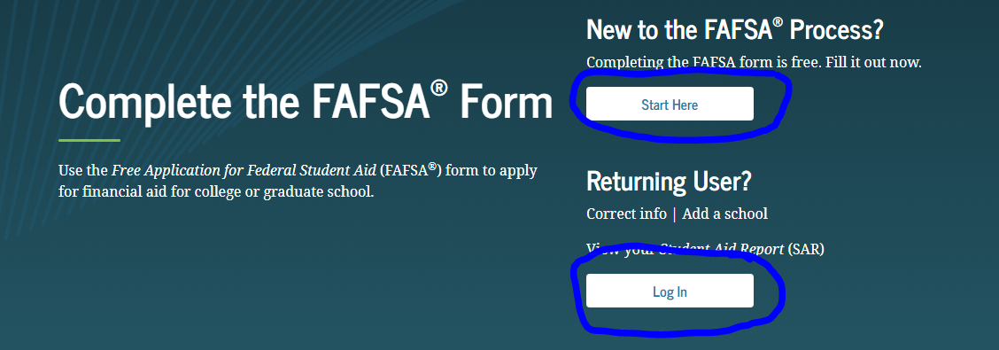 New to the FAFSA® Process?
Completing the FAFSA form is free. Fill it out now.
Start Here
Complete the FAFSA® Form
Use the Free Application for Federal Student Aid (FAFSA®) form to apply
for financial aid for college or graduate school.
Returning User?
Correct info | Add a school
View your Student Aid Report (SAR)
Log In